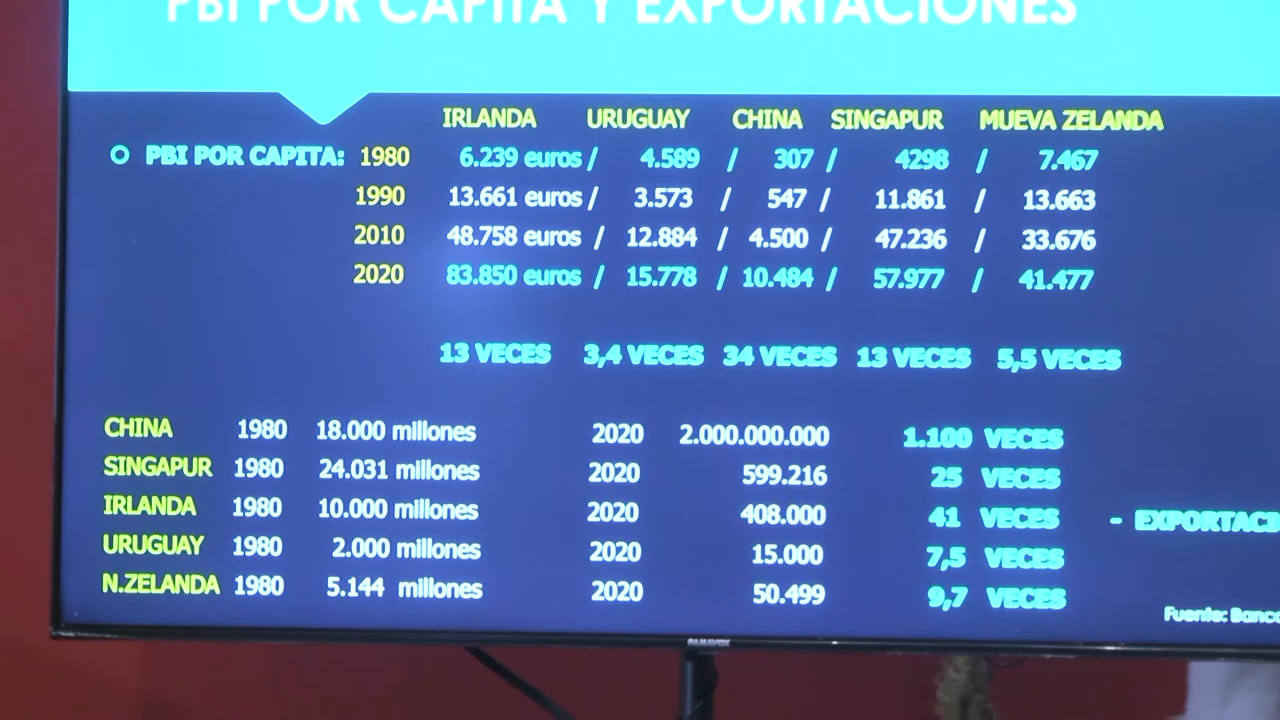 PBI POR CAPITA Y EXPORTACIONES
IRLANDA URUGUAY CHINA SINGAPUR MUEVA ZELANDA
PBI POR CAPITA: 1980 6.239 euros / 4.589 / 307 / 4298 / 7.467
1990 13.661 euros / 3.573 / 547 / 11.861 / 13.663
2010 48.758 euros / 12.884 / 4.500 / 47.236 / 33.676
2020 83.850 euros / 15.778 / 10.484 / 57.977 / 41.477
13 VECES 3,4 VECES 34 VECES 13 VECES 5,5 VECES
CHINA 1980 18.000 millones 2020 2.000.000.000 1.100 VECES
SINGAPUR 1980 24.031 millones 2020 599.216 25 VECES
IRLANDA 1980 10.000 millones 2020 408.000 41 VECES - EXPORTACI
URUGUAY 1980 2.000 millones 2020 15.000 7,5 VECES
N.ZELANDA 1980 5.144 millones 2020 50.499 9,7 VECES
Fuente: Banco